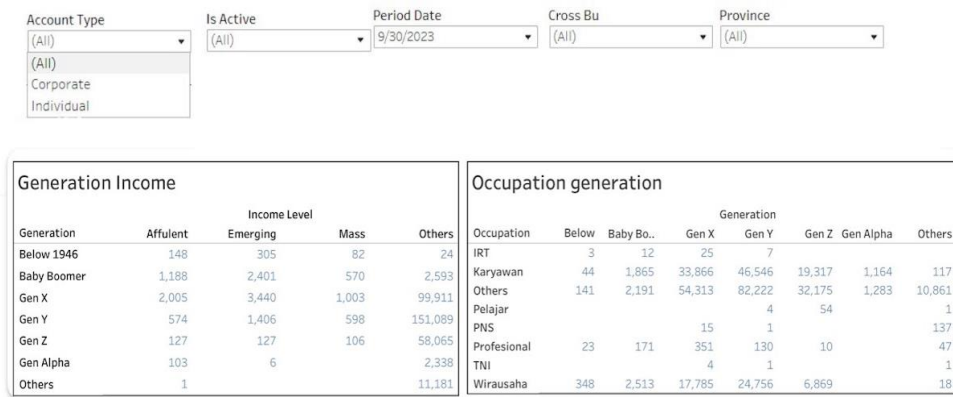 Account Type Is Active Period Date Cross Bu Province
(All) (All) 9/30/2023 (All) (All)
(All)
Corporate
Individual
Generation Income
Income Level
Generation Affulent Emerging Mass Others
Below 1946 148 305 82 24
Baby Boomer 1,188 2,401 570 2,593
Gen X 2,005 3,440 1,003 99,911
Gen Y 574 1,406 598 151,089
Gen Z 127 127 106 58,065
Gen Alpha 103 6 2,338
Others 1 11,181
Occupation generation
Generation
Occupation Below Baby Bo.. Gen X Gen Y Gen Z Gen Alpha Others
IRT 3 12 25 7
Karyawan 44 1,865 33,866 46,546 19,317 1,164 117
Others 141 2,191 54,313 82,222 32,175 1,283 10,861
Pelajar 4 54 1
PNS 15 1 137
Profesional 23 171 351 130 10 47
TNI 4 1 1
Wirausaha 348 2,513 17,785 24,756 6,869 18